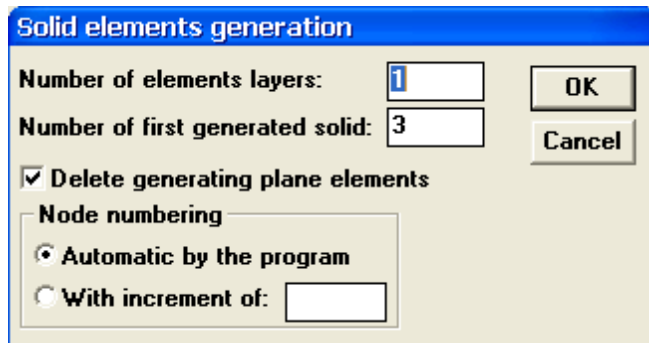 Solid elements generation
Number of elements layers: 1
OK
Number of first generated solid: 3
Cancel
Delete generating plane elements
Node numbering
Automatic by the program
With increment of: